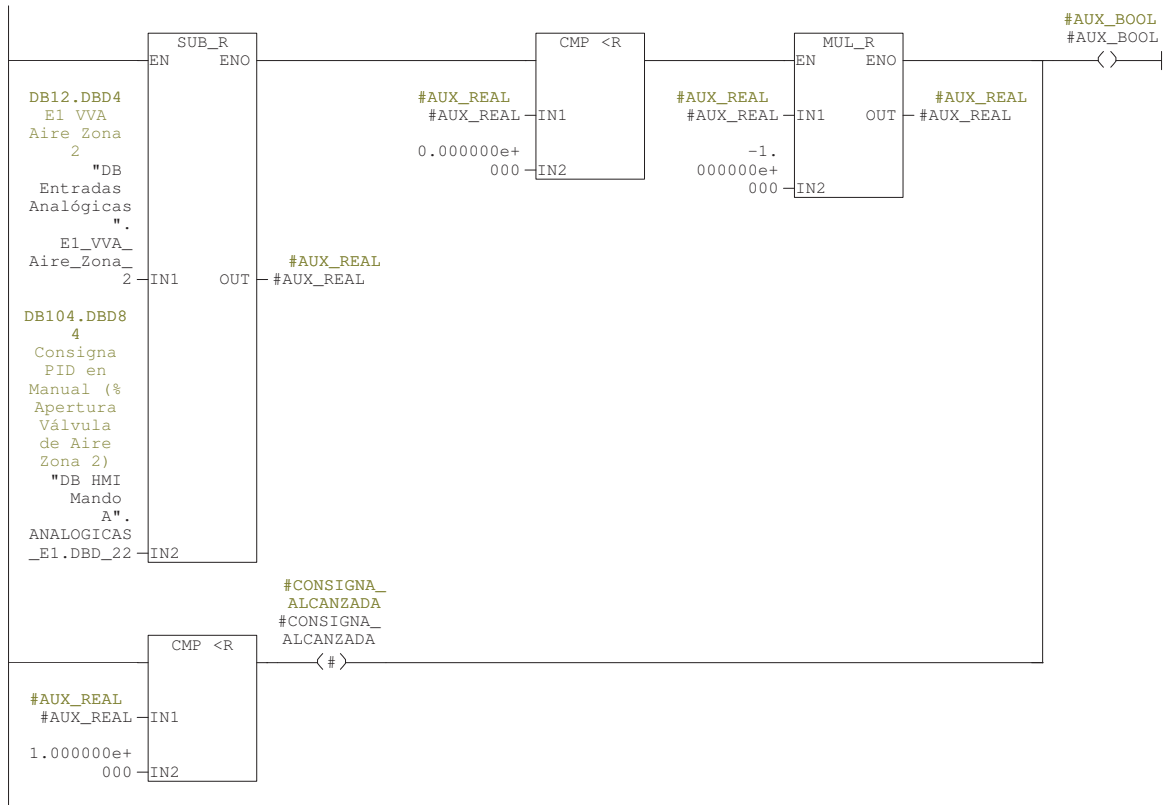 #AUX_BOOL
#AUX_BOOL
SUB_R
EN ENO
CMP <R
MUL_R
EN ENO
DB12.DBD4
E1 VVA
Aire Zona
2
"DB
Entradas
Analógicas
".
E1_VVA_
Aire_Zona_
2
IN1 OUT
#AUX_REAL
#AUX_REAL
#AUX_REAL
#AUX_REAL
IN1
0.000000e+
000
IN2
#AUX_REAL
#AUX_REAL
IN1 OUT
#AUX_REAL
#AUX_REAL
-1.
000000e+
000
IN2
DB104.DBD8
4
Consigna
PID en
Manual (%
Apertura
Válvula
de Aire
Zona 2)
"DB HMI
Mando
A".
ANALOGICAS
_E1.DBD_22
IN2
#CONSIGNA_
ALCANZADA
#CONSIGNA_
ALCANZADA
CMP <R
(#)
#AUX_REAL
#AUX_REAL
IN1
1.000000e+
000
IN2